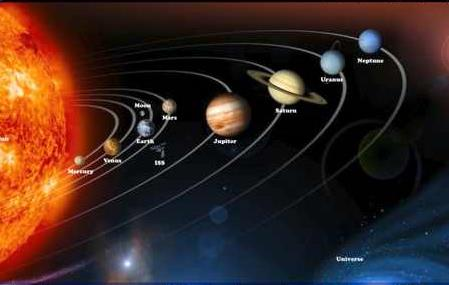 Neptune
Uranus
Saturn
Moon
Mars
Jupiter
Earth
Venus
ISS
Mercury
Universe